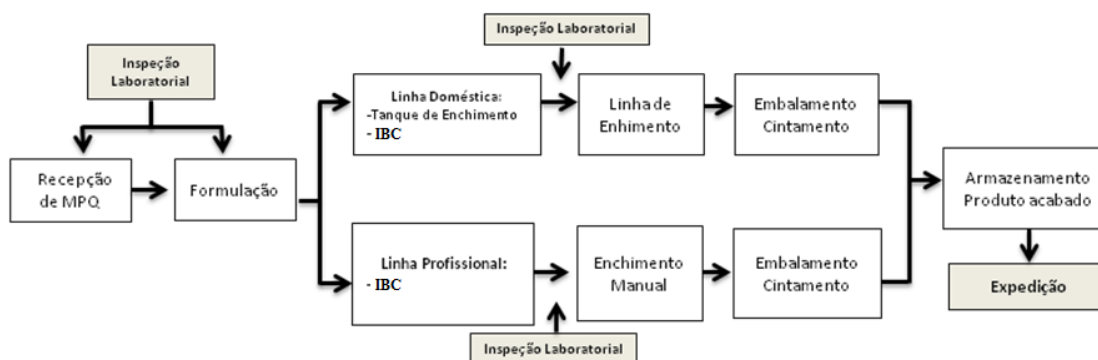 Inspeção
Laboratorial
Recepção
de MPQ
Formulação
Inspeção Laboratorial
Linha Doméstica:
-Tanque de Enchimento
- IBC
Linha de
Enhimento
Embalamento
Cintamento
Linha Profissional:
- IBC
Enchimento
Manual
Embalamento
Cintamento
Inspeção Laboratorial
Armazenamento
Produto acabado
Expedição